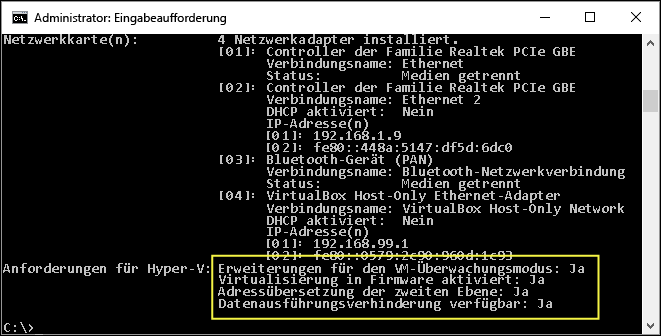 Administrator: Eingabeaufforderung
Netzwerkkarte(n): 4 Netzwerkadapter installiert.
[01]: Controller der Familie Realtek PCIe GBE
Verbindungsname: Ethernet
Status: Medien getrennt
[02]: Controller der Familie Realtek PCIe GBE
Verbindungsname: Ethernet 2
DHCP aktiviert: Nein
IP-Adresse(n)
[01]: 192.168.1.9
[02]: fe80::448a:5147:df5d:6dc0
[03]: Bluetooth-Gerät (PAN)
Verbindungsname: Bluetooth-Netzwerkverbindung
Status: Medien getrennt
[04]: VirtualBox Host-Only Ethernet-Adapter
Verbindungsname: VirtualBox Host-Only Network
DHCP aktiviert: Nein
IP-Adresse(n)
[01]: 192.168.99.1
[02]: fe80::0579:2c90:960d:1c93
Anforderungen für Hyper-V: Erweiterungen für den VM-Überwachungsmodus: Ja
Virtualisierung in Firmware aktiviert: Ja
Adressübersetzung der zweiten Ebene: Ja
Datenausführungsverhinderung verfügbar: Ja
C:\>